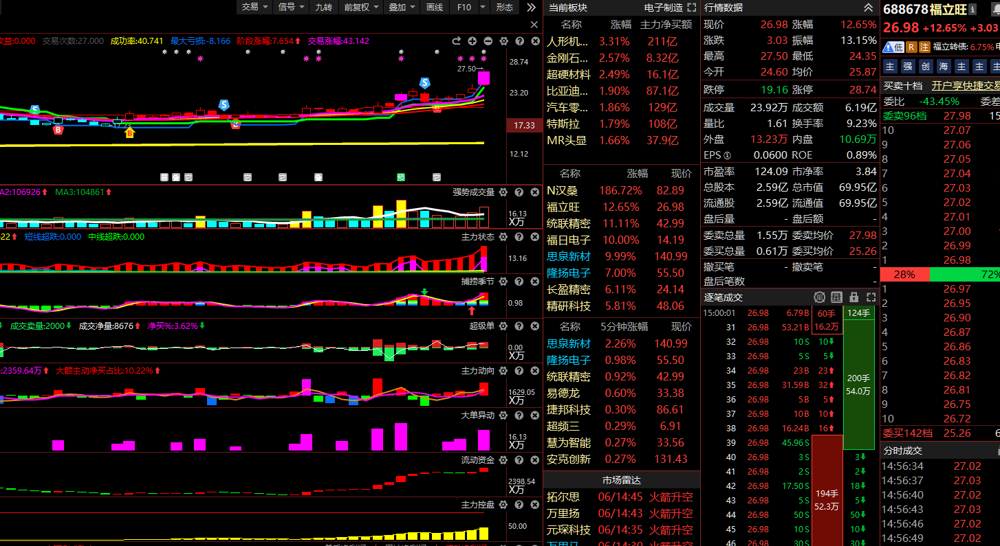 交易 信号 九转 前复权 叠加 画线 F10 形态
收益:0.000 交易次数:27.000 成功率:40.741 最大亏损:-8.166 阶段涨幅:7.654 交易涨幅:43.142
27.50
28.74
23.20
17.33
12.12
17.22
S
B
B
S
B
S
B
预
MA2:106926 MA3:104861 强势成交量
16.13
X万
522 短线超跌:0.000 中线超跌:0.000 主力状态
13.16
捕捞季节
0.98
成交卖量:2000 成交净量:8676 净买%:3.62% 超级单
0.00
X万
:2359.64万 大额主动净买占比:10.22% 主力动向
1629.05
X万
大单异动
16.13
X万
流动资金
2398.54
X万
主力控盘
50.00
当前板块 电子制造
名称 涨幅 主力净买额
人形机... 3.31% 211亿
金刚石... 2.57% 8.32亿
超硬材料 2.49% 16.1亿
比亚迪... 1.90% 87.1亿
汽车零... 1.86% 129亿
特斯拉 1.79% 108亿
MR头显 1.66% 37.9亿
名称 涨幅 现价
N汉桑 186.72% 82.89
福立旺 12.65% 26.98
统联精密 11.11% 42.99
福日电子 10.00% 14.19
思泉新材 9.99% 140.99
隆扬电子 7.00% 55.50
长盈精密 6.11% 24.14
精研科技 5.81% 48.06
名称 5分钟涨幅 现价
思泉新材 2.26% 140.99
隆扬电子 0.98% 55.50
统联精密 0.92% 42.99
易德龙 0.60% 33.38
捷邦科技 0.30% 86.61
超频三 0.29% 6.91
慧为智能 0.27% 33.56
安克创新 0.27% 131.43
市场雷达
拓尔思 06/14:45 火箭升空
万里扬 06/14:43 火箭升空
元琛科技 06/14:35 火箭升空
万里马 06/14:30 火箭升空
行情数据
现价 26.98 涨幅 12.65%
涨跌 3.03 振幅 13.15%
最高 27.50 最低 24.35
今开 24.60 均价 25.87
跌停 19.16 涨停 28.74
成交量 23.92万 成交额 6.19亿
量比 1.61 换手率 9.23%
外盘 13.23万 内盘 10.69万
EPS① 0.0600 ROE 0.89%
市盈率 124.09 市净率 3.84
总股本 2.59亿 总市值 69.95亿
流通股 2.59亿 流通值 69.95亿
盘后量 - 盘后额 -
委卖总量 1.55万 委卖均价 27.98
委买总量 0.61万 委买均价 25.26
撤买笔 - 撤卖笔 -
盘后笔数 -
逐笔成交 单 量
15:00:01 26.98 6.79B 60手 124手
31 26.98 53.21B 16.2万
32 26.98 10S 10
33 26.98 5S 5
34 26.98 23B 23
35 26.98 31.59B 32 200手
36 26.98 5B 5 54.0万
37 26.98 10B 10
38 26.98 16.24B 16
39 26.98 45.96S
40 26.98 3S 3
41 26.98 2S 2
42 26.98 17.50S 194手 18
43 26.98 5S 52.3万 5
44 26.98 50S 50
45 26.98 10S 10
46 26.98 30S 30
688678福立旺
26.98 +12.65% +3.03
低 R 注 福立转债: 6.75% 电
主 强 创 海 主 主 主
买卖十档 开户享快捷交易
委比 -43.45% 委差
委卖96档 27.98 15
10 27.07
9 27.06
8 27.05
7 27.04
6 27.03
5 27.02
4 27.01
3 27.00
2 26.99
1 26.98
28% 72%
1 26.97
2 26.95
3 26.90
4 26.87
5 26.86
6 26.83
7 26.82
8 26.81
9 26.75
10 26.72
委买142档 25.26 6
分时成交
14:56:34 27.02
14:56:37 27.03
14:56:40 27.02
14:56:43 27.03
14:56:46 27.02
14:56:49 27.02